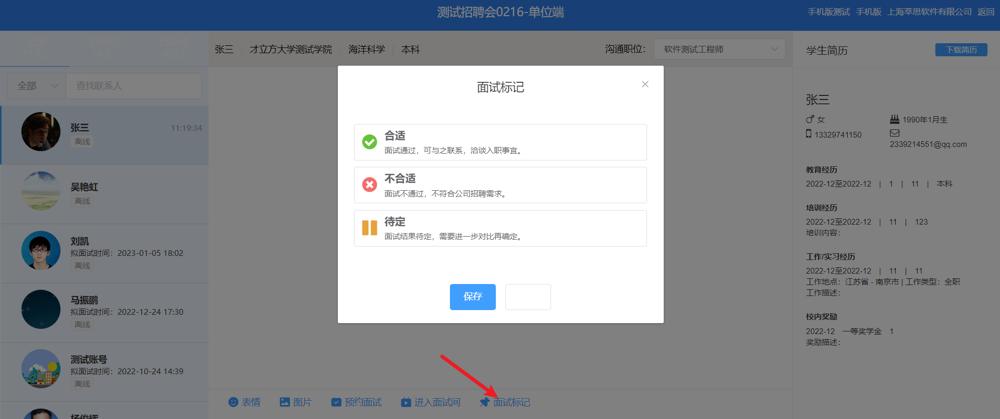 测试招聘会0216-单位端
手机版测试 手机版 上海萃思软件有限公司 返回
全部 待面试 已面试
(7人) (4人) (0人)
张三 才立方大学测试学院 海洋科学 本科
沟通职位： 软件测试工程师
学生简历 下载简历
全部 查找联系人
张三 11:19:34
离线
吴艳虹
离线
刘凯
拟面试时间：2023-01-05 18:02
离线
马振鹏
拟面试时间：2022-12-24 17:30
离线
测试账号
拟面试时间：2022-10-24 14:39
离线
杨俊辉
面试标记
合适
面试通过，可与之联系，洽谈入职事宜。
不合适
面试不通过，不符合公司招聘需求。
待定
面试结果待定，需要进一步对比再确定。
保存
表情 图片 预约面试 进入面试间 面试标记
张三
女 1990年1月生
13329741150
2339214551@qq.com
教育经历
2022-12至2022-12 | 1 | 11 | 本科
培训经历
2022-12至2022-12 | 11 | 123
培训内容：
工作/实习经历
2022-12至2022-12 | 11 | 11
工作地点：江苏省 - 南京市 | 工作类型：全职
工作描述：
校内奖励
2022-12 一等奖学金 1
奖励描述：